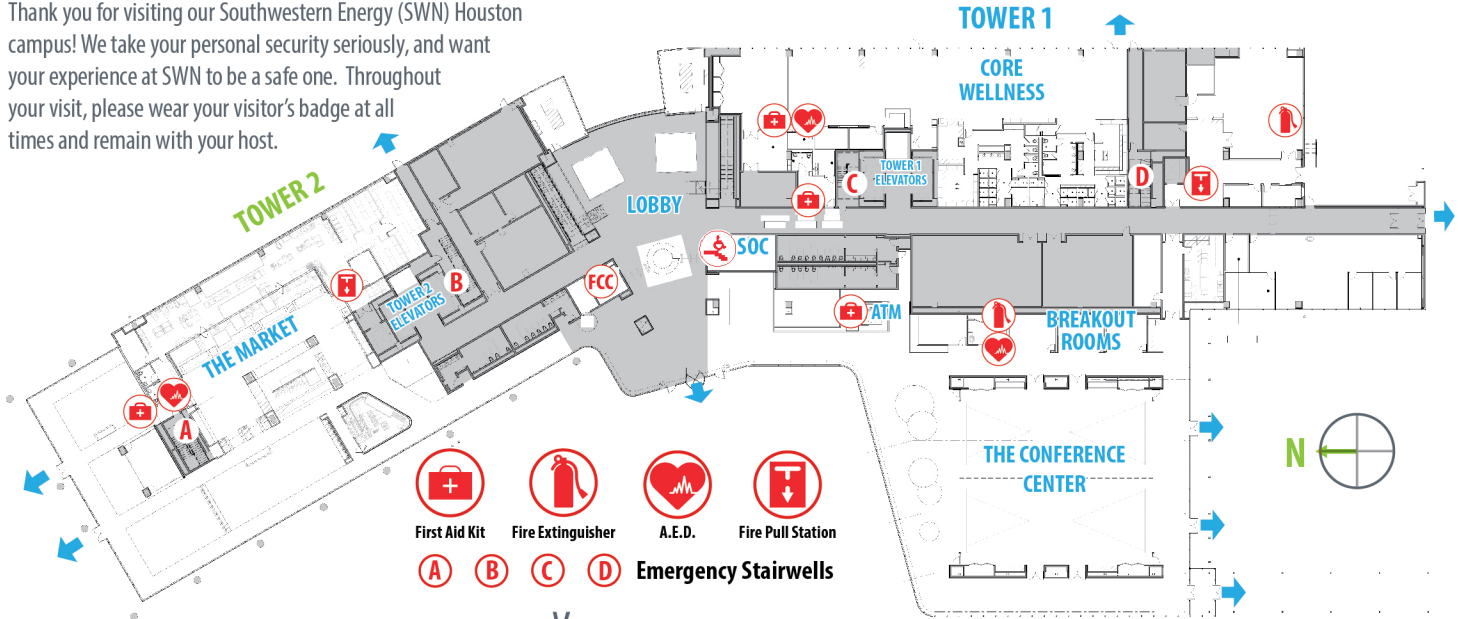 Thank you for visiting our Southwestern Energy (SWN) Houston
campus! We take your personal security seriously, and want
your experience at SWN to be a safe one. Throughout
your visit, please wear your visitor's badge at all
times and remain with your host.
TOWER 1
CORE
WELLNESS
TOWER 2
LOBBY
C
TOWER 1
ELEVATORS
D
SOC
B
FCC
TOWER 2
ELEVATORS
ATM
BREAKOUT
ROOMS
THE MARKET
A
THE CONFERENCE
CENTER
N
First Aid Kit
Fire Extinguisher
A.E.D.
Fire Pull Station
A B C D Emergency Stairwells